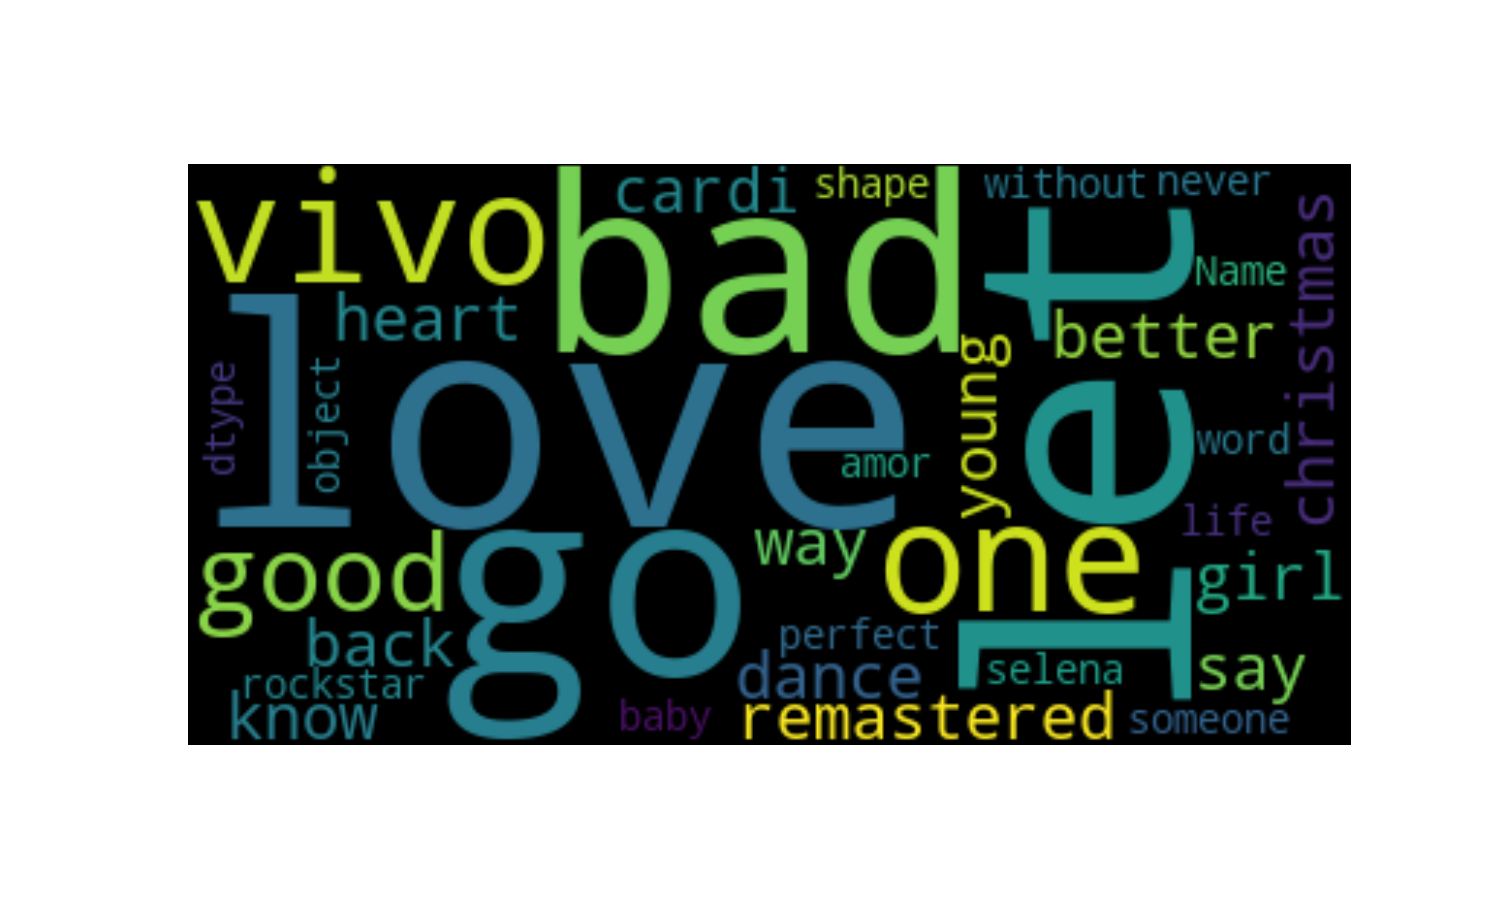 vivo
bad
cardi
shape
without
never
let
Name
christmas
love
heart
better
young
dtype
object
amor
word
good
go
way
one
life
girl
back
perfect
rockstar
dance
selena
say
know
baby
remastered
someone